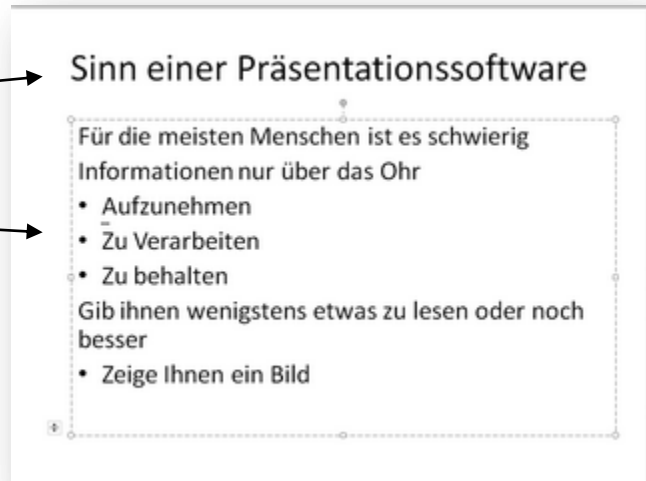 Sinn einer Präsentationssoftware
Für die meisten Menschen ist es schwierig
Informationen nur über das Ohr
• Aufzunehmen
• Zu Verarbeiten
• Zu behalten
Gib ihnen wenigstens etwas zu lesen oder noch
besser
• Zeige Ihnen ein Bild